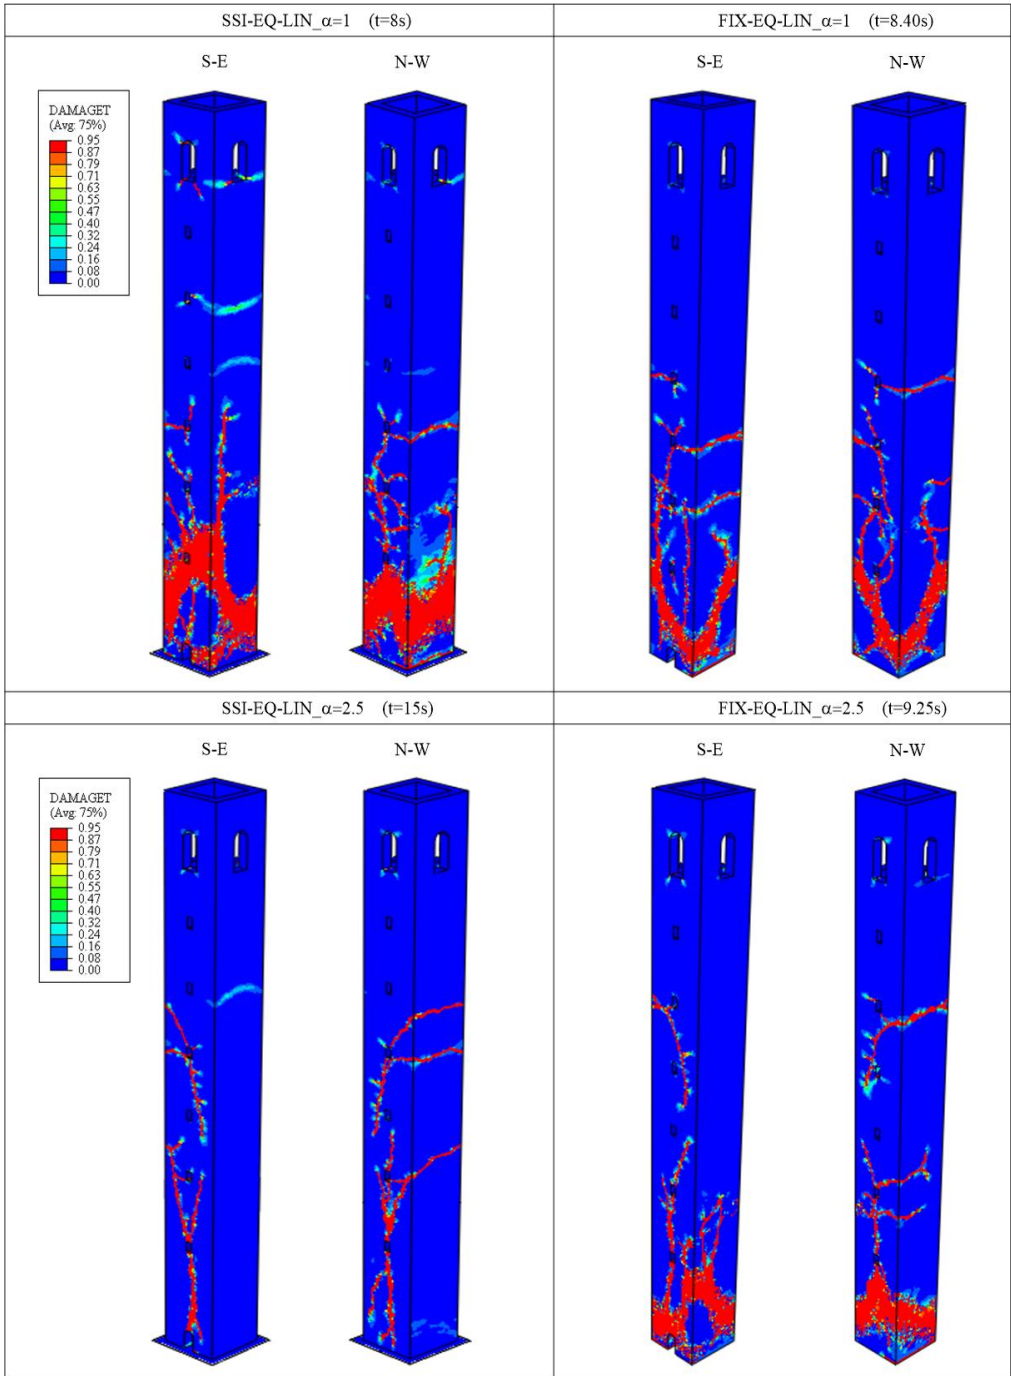 SSI-EQ-LIN_α=1 (t=8s)
FIX-EQ-LIN_α=1 (t=8.40s)
S-E
N-W
S-E
N-W
DAMAGET
(Avg: 75%)
0.95
0.87
0.79
0.71
0.63
0.55
0.47
0.40
0.32
0.24
0.16
0.08
0.00
SSI-EQ-LIN_α=2.5 (t=15s)
FIX-EQ-LIN_α=2.5 (t=9.25s)
S-E
N-W
S-E
N-W
DAMAGET
(Avg: 75%)
0.95
0.87
0.79
0.71
0.63
0.55
0.47
0.40
0.32
0.24
0.16
0.08
0.00